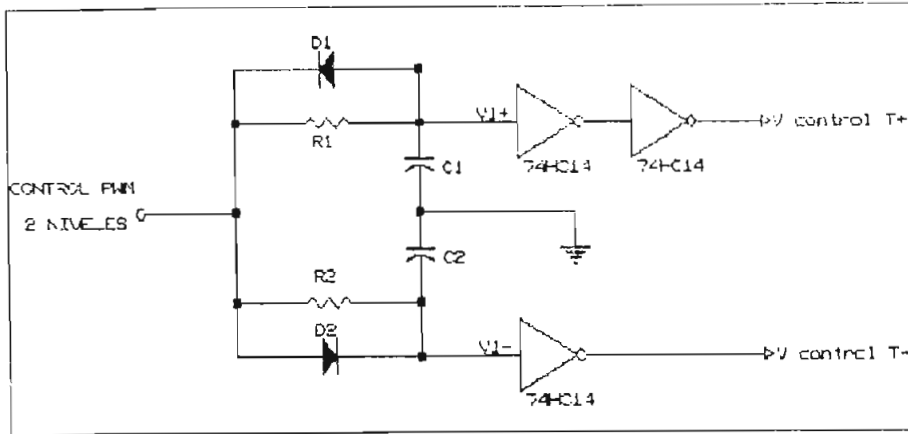 D1
R1
V1+
74HC14
74HC14
V control T+
C1
CONTROL PWM
2 NIVELES
C2
R2
D2
V1-
74HC14
V control T-